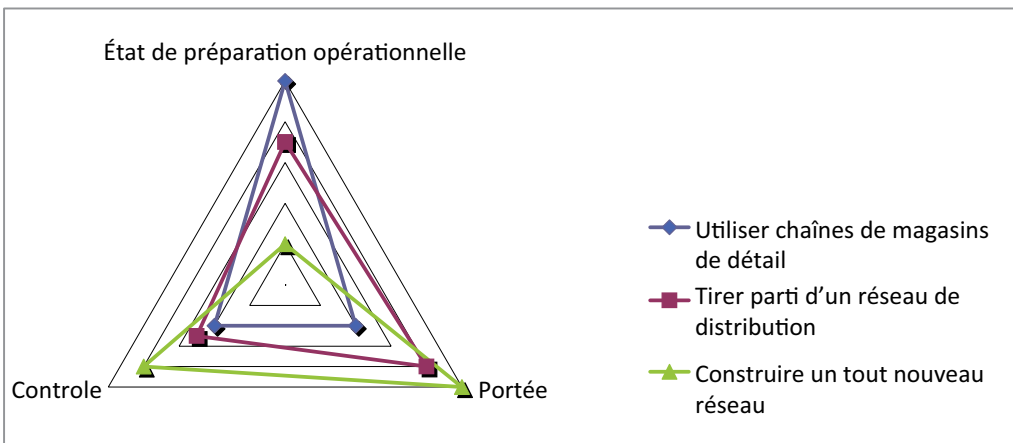 État de préparation opérationnelle
Controle
Portée
Utiliser chaînes de magasins
de détail
Tirer parti d’un réseau de
distribution
Construire un tout nouveau
réseau